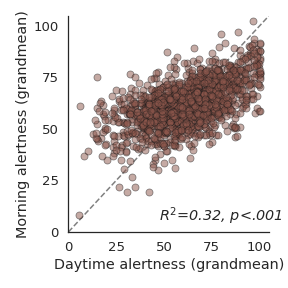 Morning alertness (grandmean)
100
75
50
25
0
R²=0.32, p<.001
0 25 50 75 100
Daytime alertness (grandmean)